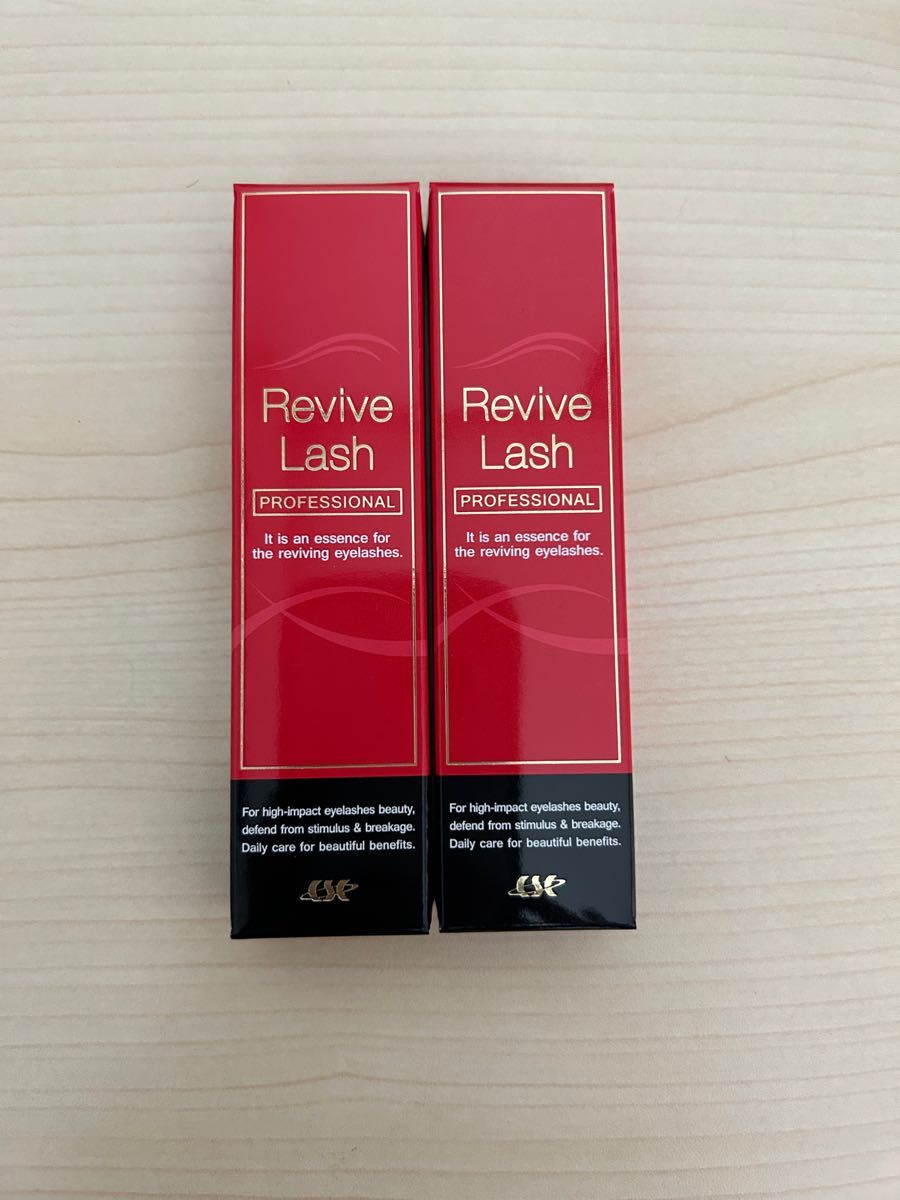 Revive
Lash
PROFESSIONAL
It is an essence for
the reviving eyelashes.
For high-impact eyelashes beauty,
defend from stimulus & breakage.
Daily care for beautiful benefits.
Revive
Lash
PROFESSIONAL
It is an essence for
the reviving eyelashes.
For high-impact eyelashes beauty,
defend from stimulus & breakage.
Daily care for beautiful benefits.